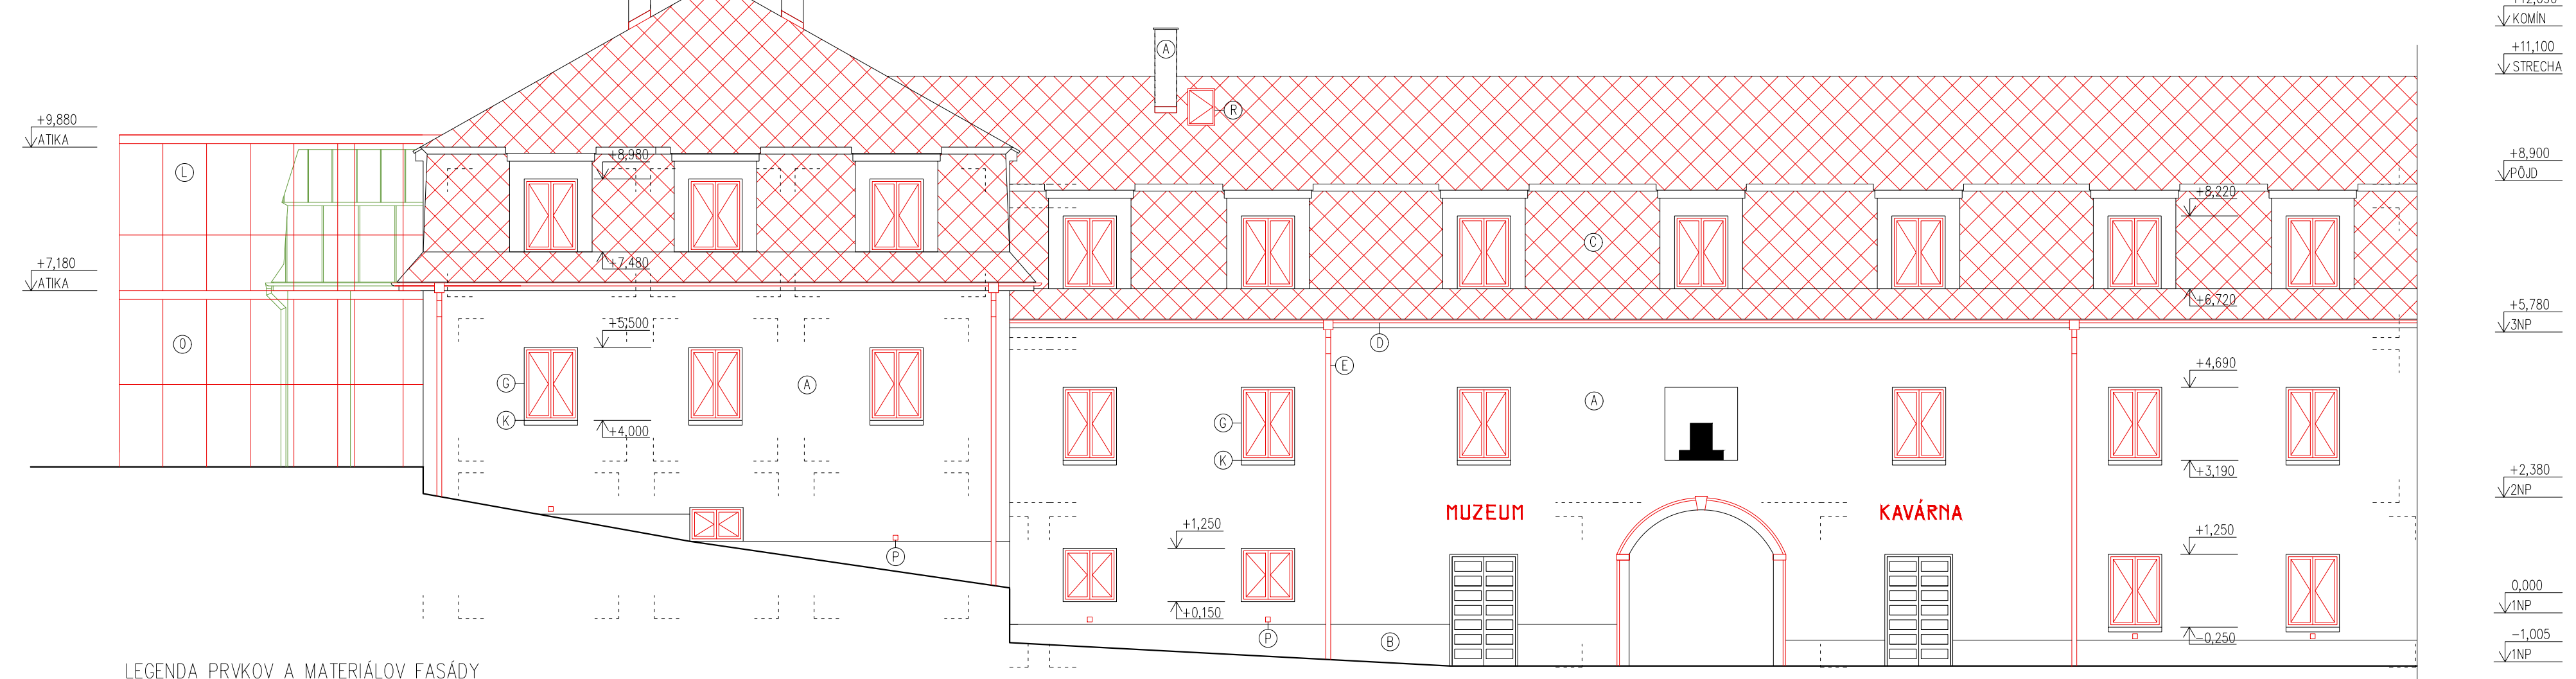 KOMÍN
+11,100
STRECHA
A
R
+9,880
ATIKA
L
+8,980
+8,900
PÔJD
+8,220
C
+7,180
ATIKA
+7,480
+6,720
+5,780
3NP
+5,500
O
D
E
G
A
+4,690
A
K
+4,000
G
K
+3,190
+2,380
2NP
MUZEUM
KAVÁRNA
+1,250
+1,250
P
0,000
1NP
+0,150
P
B
-0,250
-1,005
1NP
LEGENDA PRVKOV A MATERIÁLOV FASÁDY